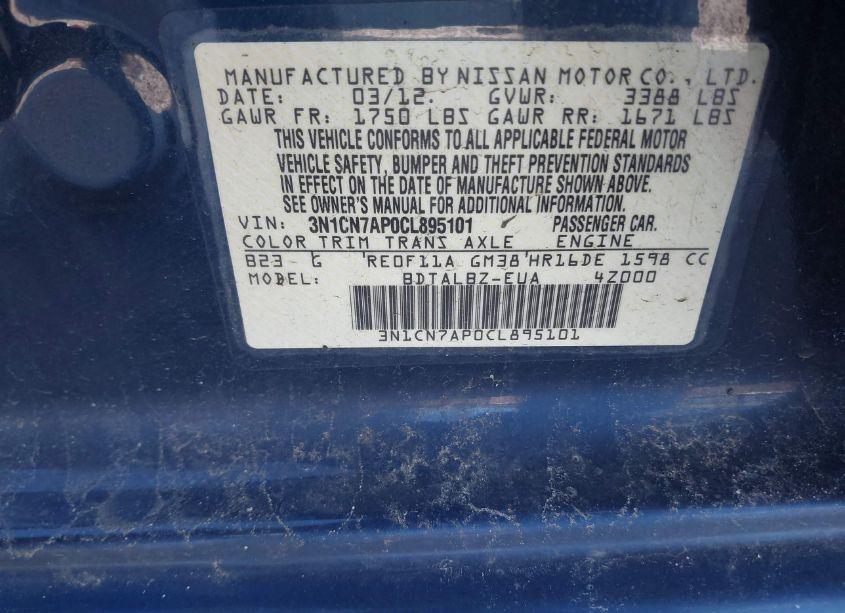 MANUFACTURED BY NISSAN MOTOR CO., LTD.
DATE: 03/12. GVWR: 3388 LBS
GAWR FR: 1750 LBS GAWR RR: 1671 LBS
THIS VEHICLE CONFORMS TO ALL APPLICABLE FEDERAL MOTOR
VEHICLE SAFETY, BUMPER AND THEFT PREVENTION STANDARDS
IN EFFECT ON THE DATE OF MANUFACTURE SHOWN ABOVE.
SEE OWNER'S MANUAL FOR ADDITIONAL INFORMATION.
VIN: 3N1CN7AP0CL895101 PASSENGER CAR.
COLOR TRIM TRANS AXLE ENGINE
B23 G RE0F11A GM38 HR16DE 1598 CC
MODEL: BDTALBZ-EUA 4Z000
3N1CN7AP0CL895101